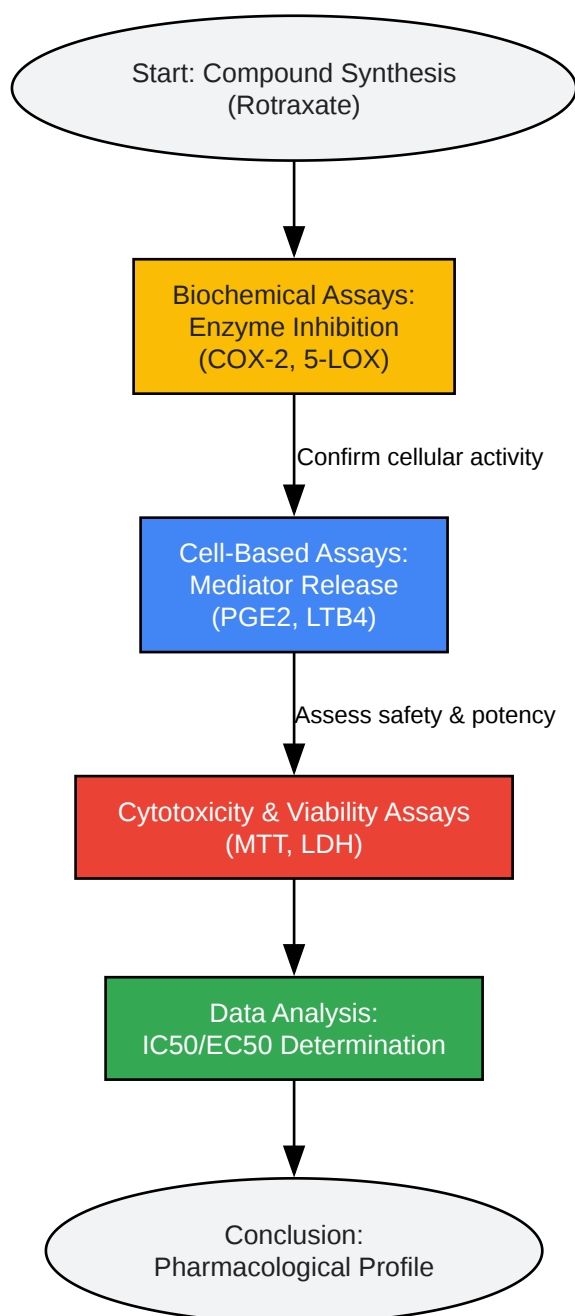 Start: Compound Synthesis
(Rotraxate)
Biochemical Assays:
Enzyme Inhibition
(COX-2, 5-LOX)
Confirm cellular activity
Cell-Based Assays:
Mediator Release
(PGE2, LTB4)
Assess safety & potency
Cytotoxicity & Viability Assays
(MTT, LDH)
Data Analysis:
IC50/EC50 Determination
Conclusion:
Pharmacological Profile